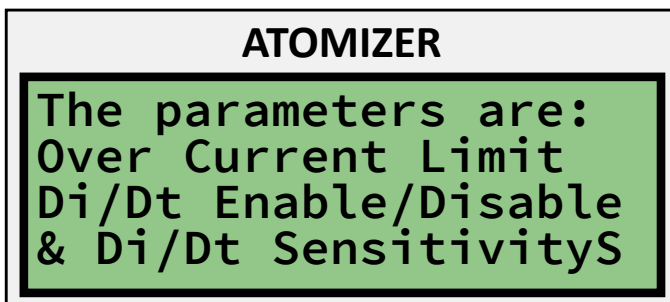 ATOMIZER
The parameters are:
Over Current Limit
Di/Dt Enable/Disable
& Di/Dt SensitivityS